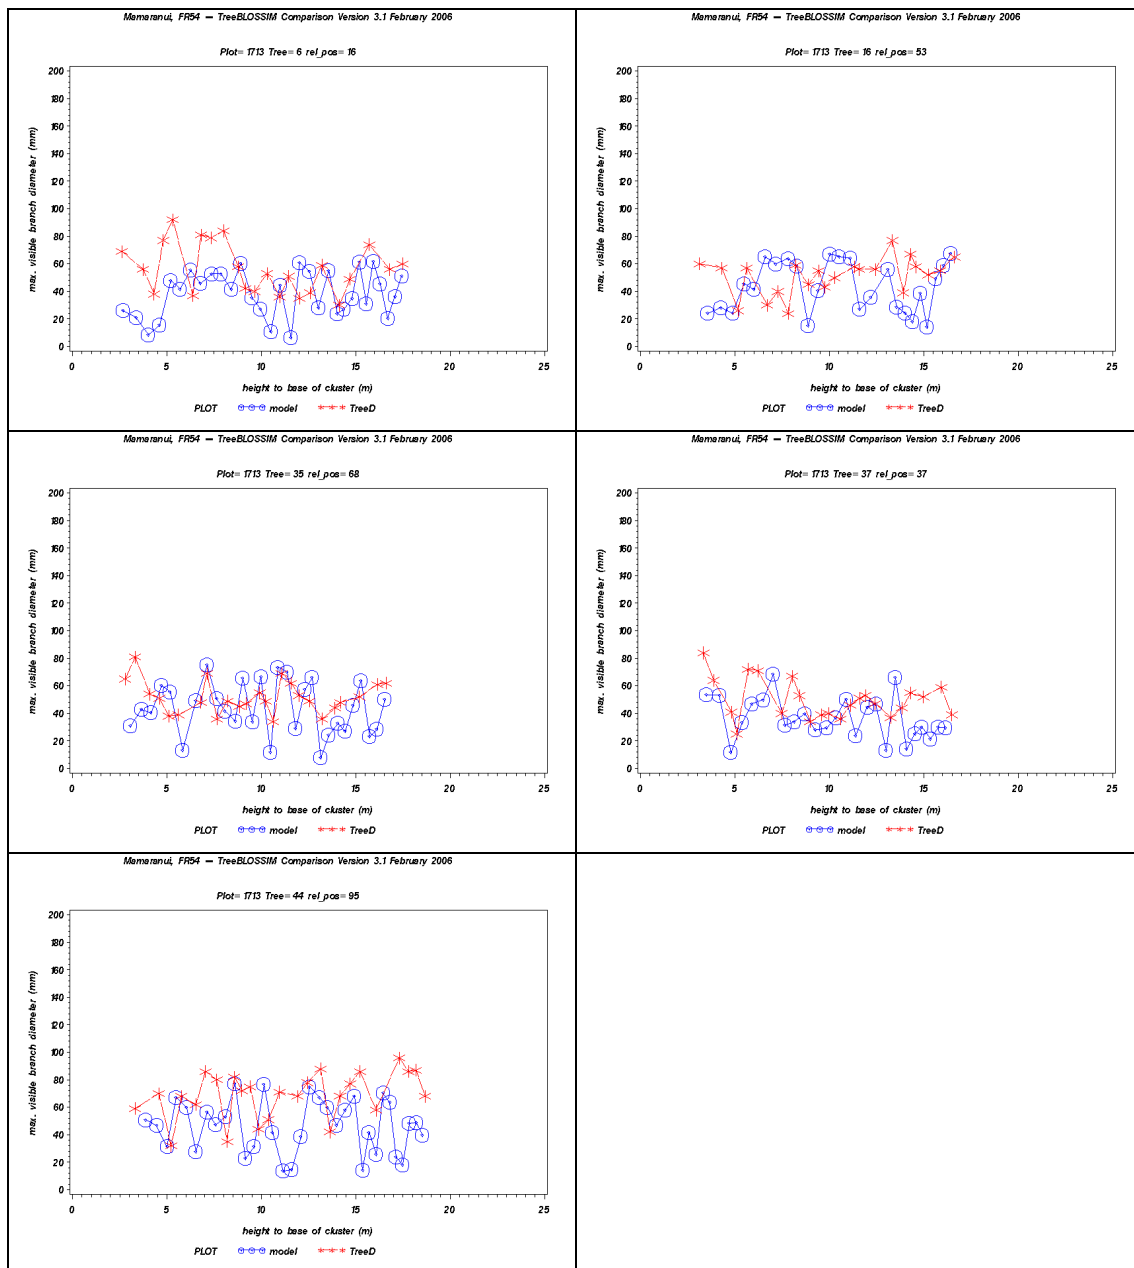 Mamaranui, FR54 – TreeBLOSSIM Comparison Version 3.1 February 2006
Plot= 1713 Tree= 6 rel_pos= 16
max. visible branch diameter (mm)
200
180
160
140
120
100
80
60
40
20
0
0 5 10 15 20 25
height to base of cluster (m)
PLOT model TreeD
Mamaranui, FR54 – TreeBLOSSIM Comparison Version 3.1 February 2006
Plot= 1713 Tree= 16 rel_pos= 53
max. visible branch diameter (mm)
200
180
160
140
120
100
80
60
40
20
0
0 5 10 15 20 25
height to base of cluster (m)
PLOT model TreeD
Mamaranui, FR54 – TreeBLOSSIM Comparison Version 3.1 February 2006
Plot= 1713 Tree= 35 rel_pos= 68
max. visible branch diameter (mm)
200
180
160
140
120
100
80
60
40
20
0
0 5 10 15 20 25
height to base of cluster (m)
PLOT model TreeD
Mamaranui, FR54 – TreeBLOSSIM Comparison Version 3.1 February 2006
Plot= 1713 Tree= 37 rel_pos= 37
max. visible branch diameter (mm)
200
180
160
140
120
100
80
60
40
20
0
0 5 10 15 20 25
height to base of cluster (m)
PLOT model TreeD
Mamaranui, FR54 – TreeBLOSSIM Comparison Version 3.1 February 2006
Plot= 1713 Tree= 44 rel_pos= 95
max. visible branch diameter (mm)
200
180
160
140
120
100
80
60
40
20
0
0 5 10 15 20 25
height to base of cluster (m)
PLOT model TreeD